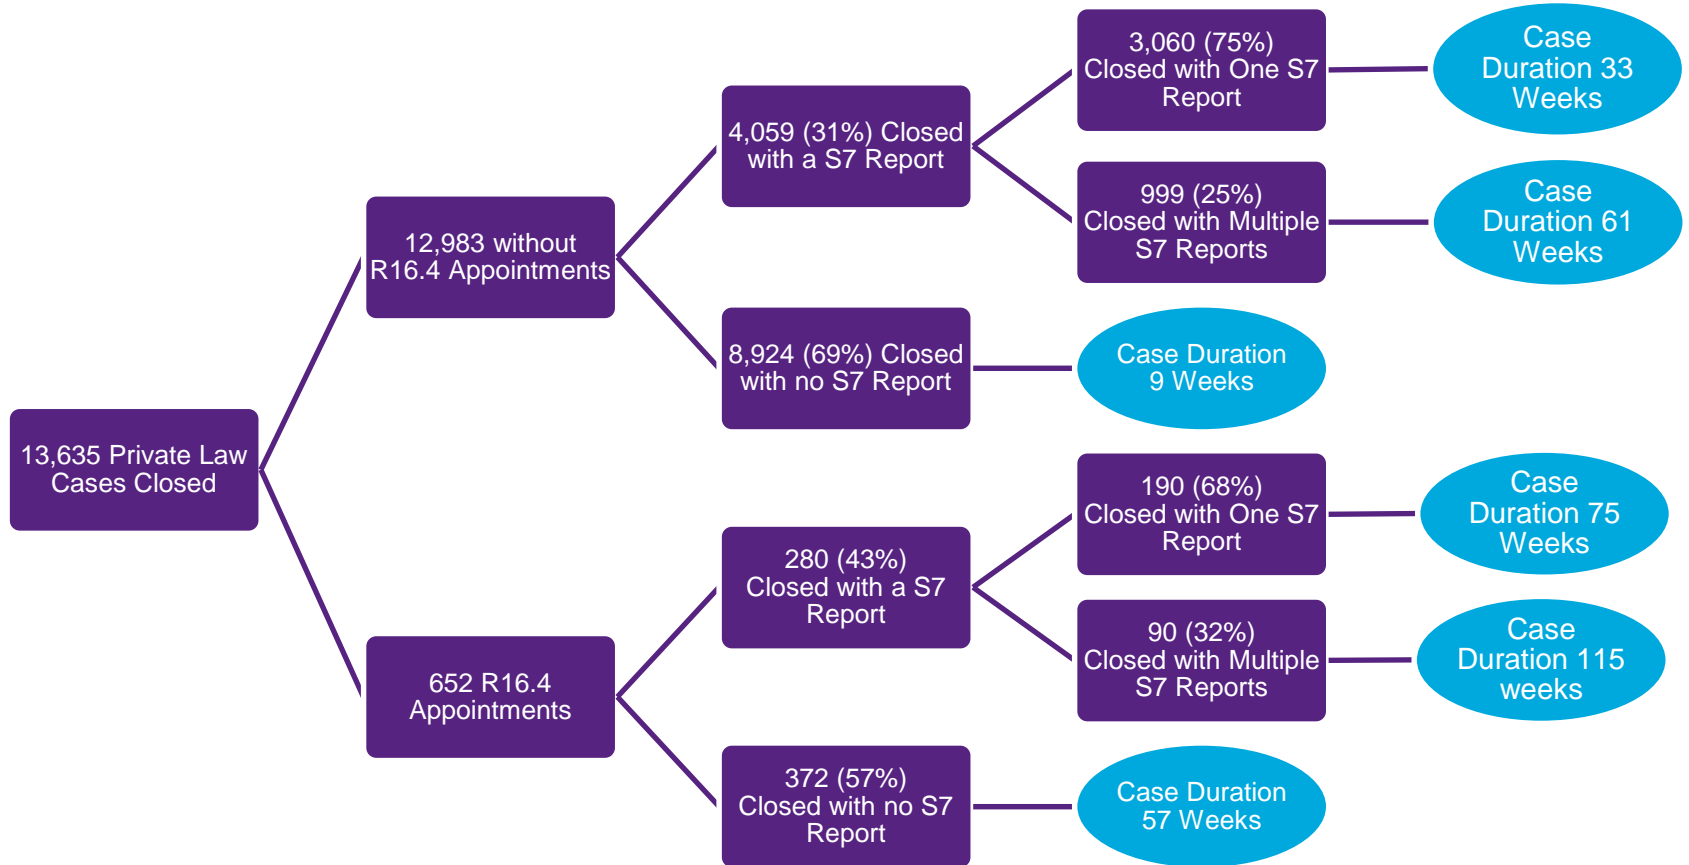 13,635 Private Law
Cases Closed
12,983 without
R16.4 Appointments
652 R16.4
Appointments
4,059 (31%) Closed
with a S7 Report
8,924 (69%) Closed
with no S7 Report
280 (43%)
Closed with a S7
Report
372 (57%)
Closed with no S7
Report
3,060 (75%)
Closed with One S7
Report
999 (25%)
Closed with Multiple
S7 Reports
Case Duration
9 Weeks
190 (68%)
Closed with One S7
Report
90 (32%)
Closed with Multiple
S7 Reports
Case Duration
57 Weeks
Case
Duration 33
Weeks
Case
Duration 61
Weeks
Case
Duration 75
Weeks
Case
Duration 115
weeks